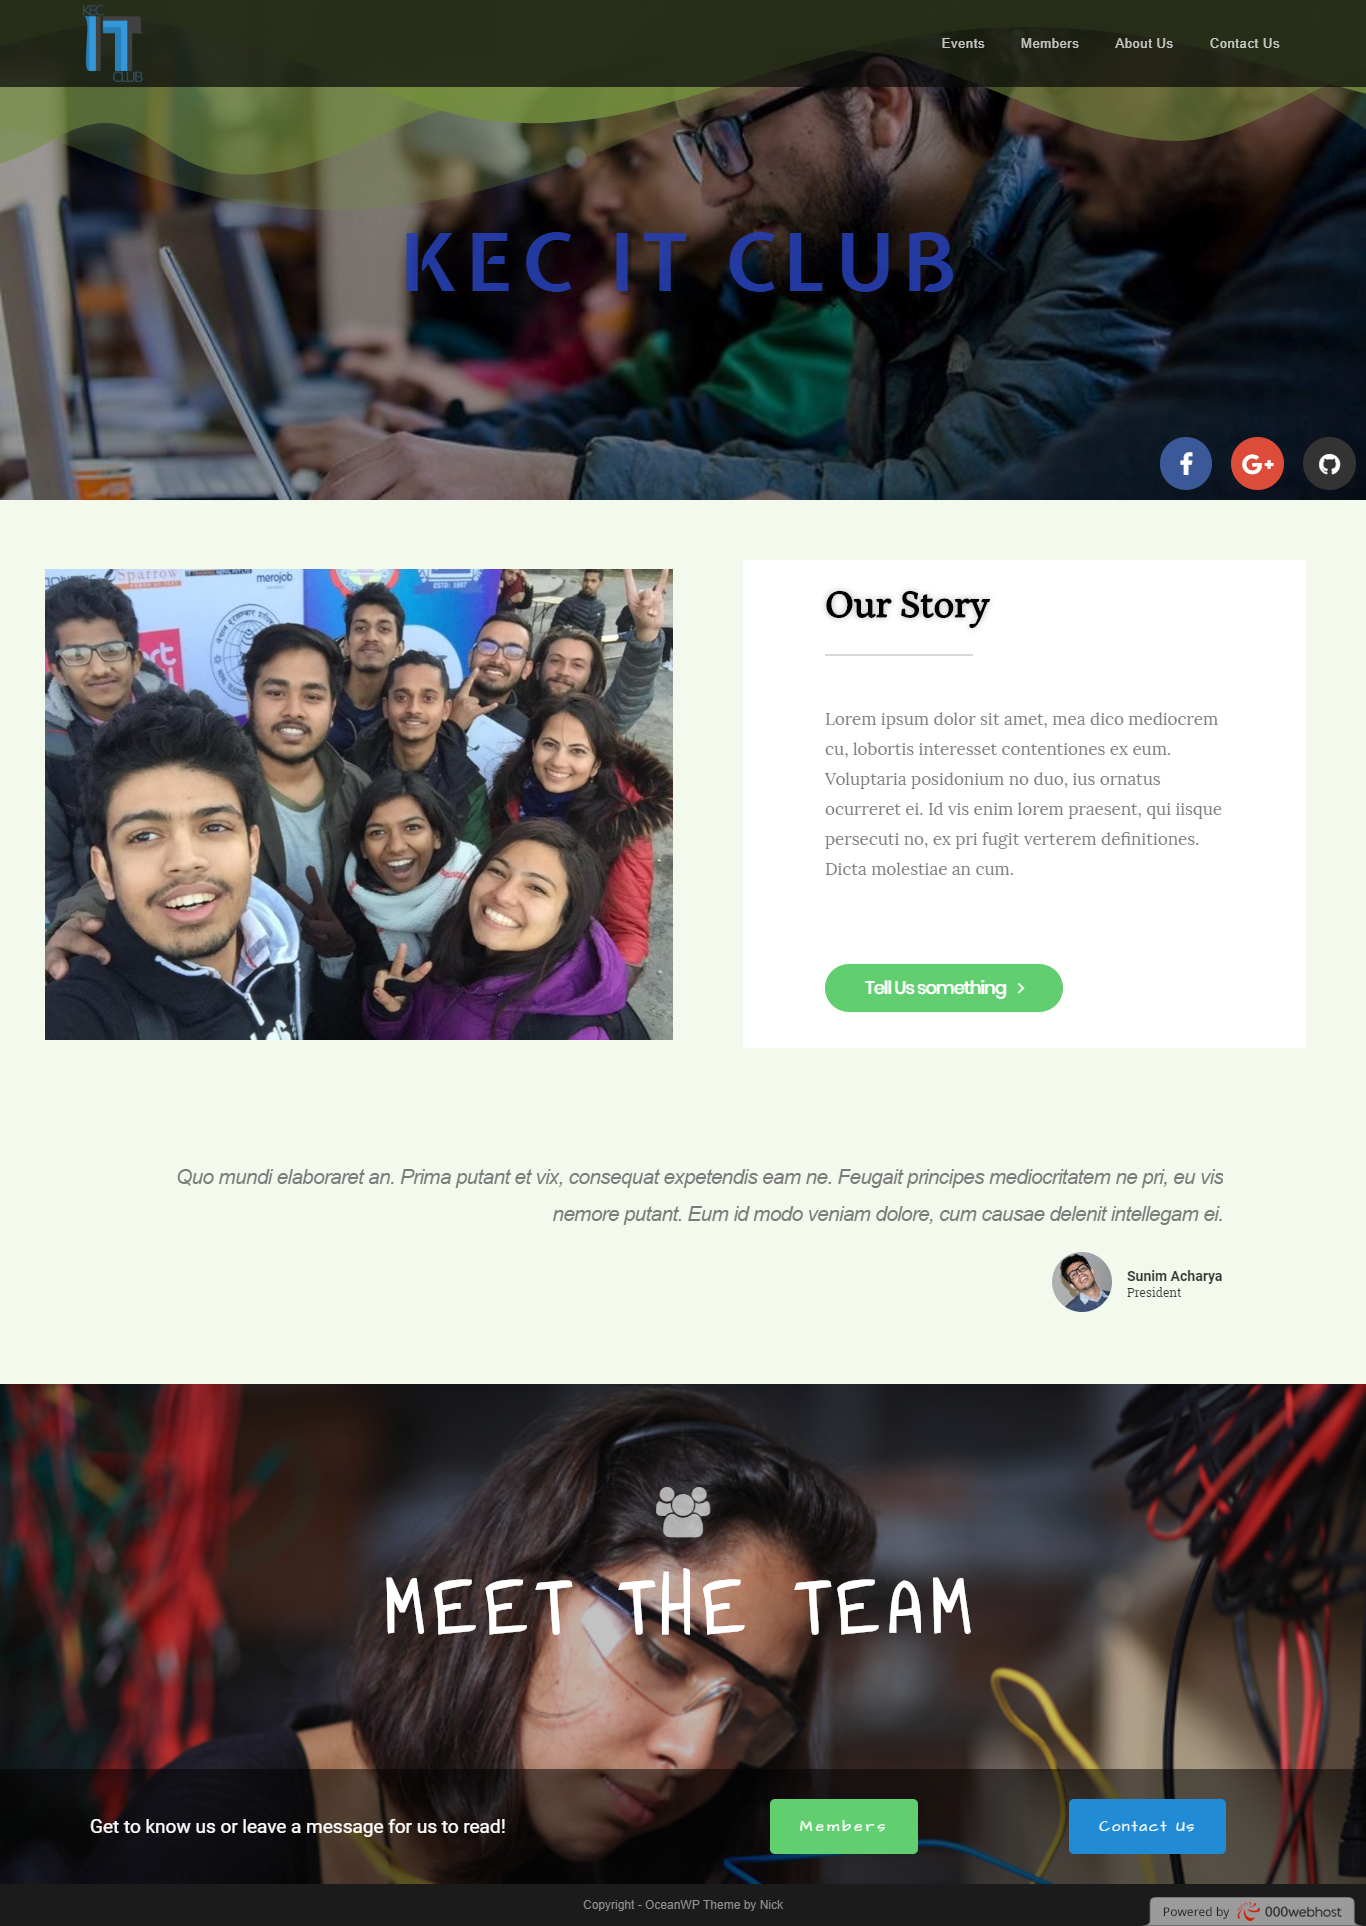 KEC
IT
CLUB
Events
Members
About Us
Contact Us
KEC IT CLUB
Sparrow
merojob
ESTD: 1997
Our Story
Lorem ipsum dolor sit amet, mea dico mediocrem
cu, lobortis interesset contentiones ex eum.
Voluptaria posidonium no duo, ius ornatus
ocurreret ei. Id vis enim lorem praesent, qui iisque
persecuti no, ex pri fugit verterem definitiones.
Dicta molestiae an cum.
Tell Us something
Quo mundi elaboraret an. Prima putant et vix, consequat expetendis eam ne. Feugait principes mediocritatem ne pri, eu vis
nemore putant. Eum id modo veniam dolore, cum causae delenit intellegam ei.
Sunim Acharya
President
MEET THE TEAM
Get to know us or leave a message for us to read!
Members
Contact Us
Copyright - OceanWP Theme by Nick
Powered by 000webhost